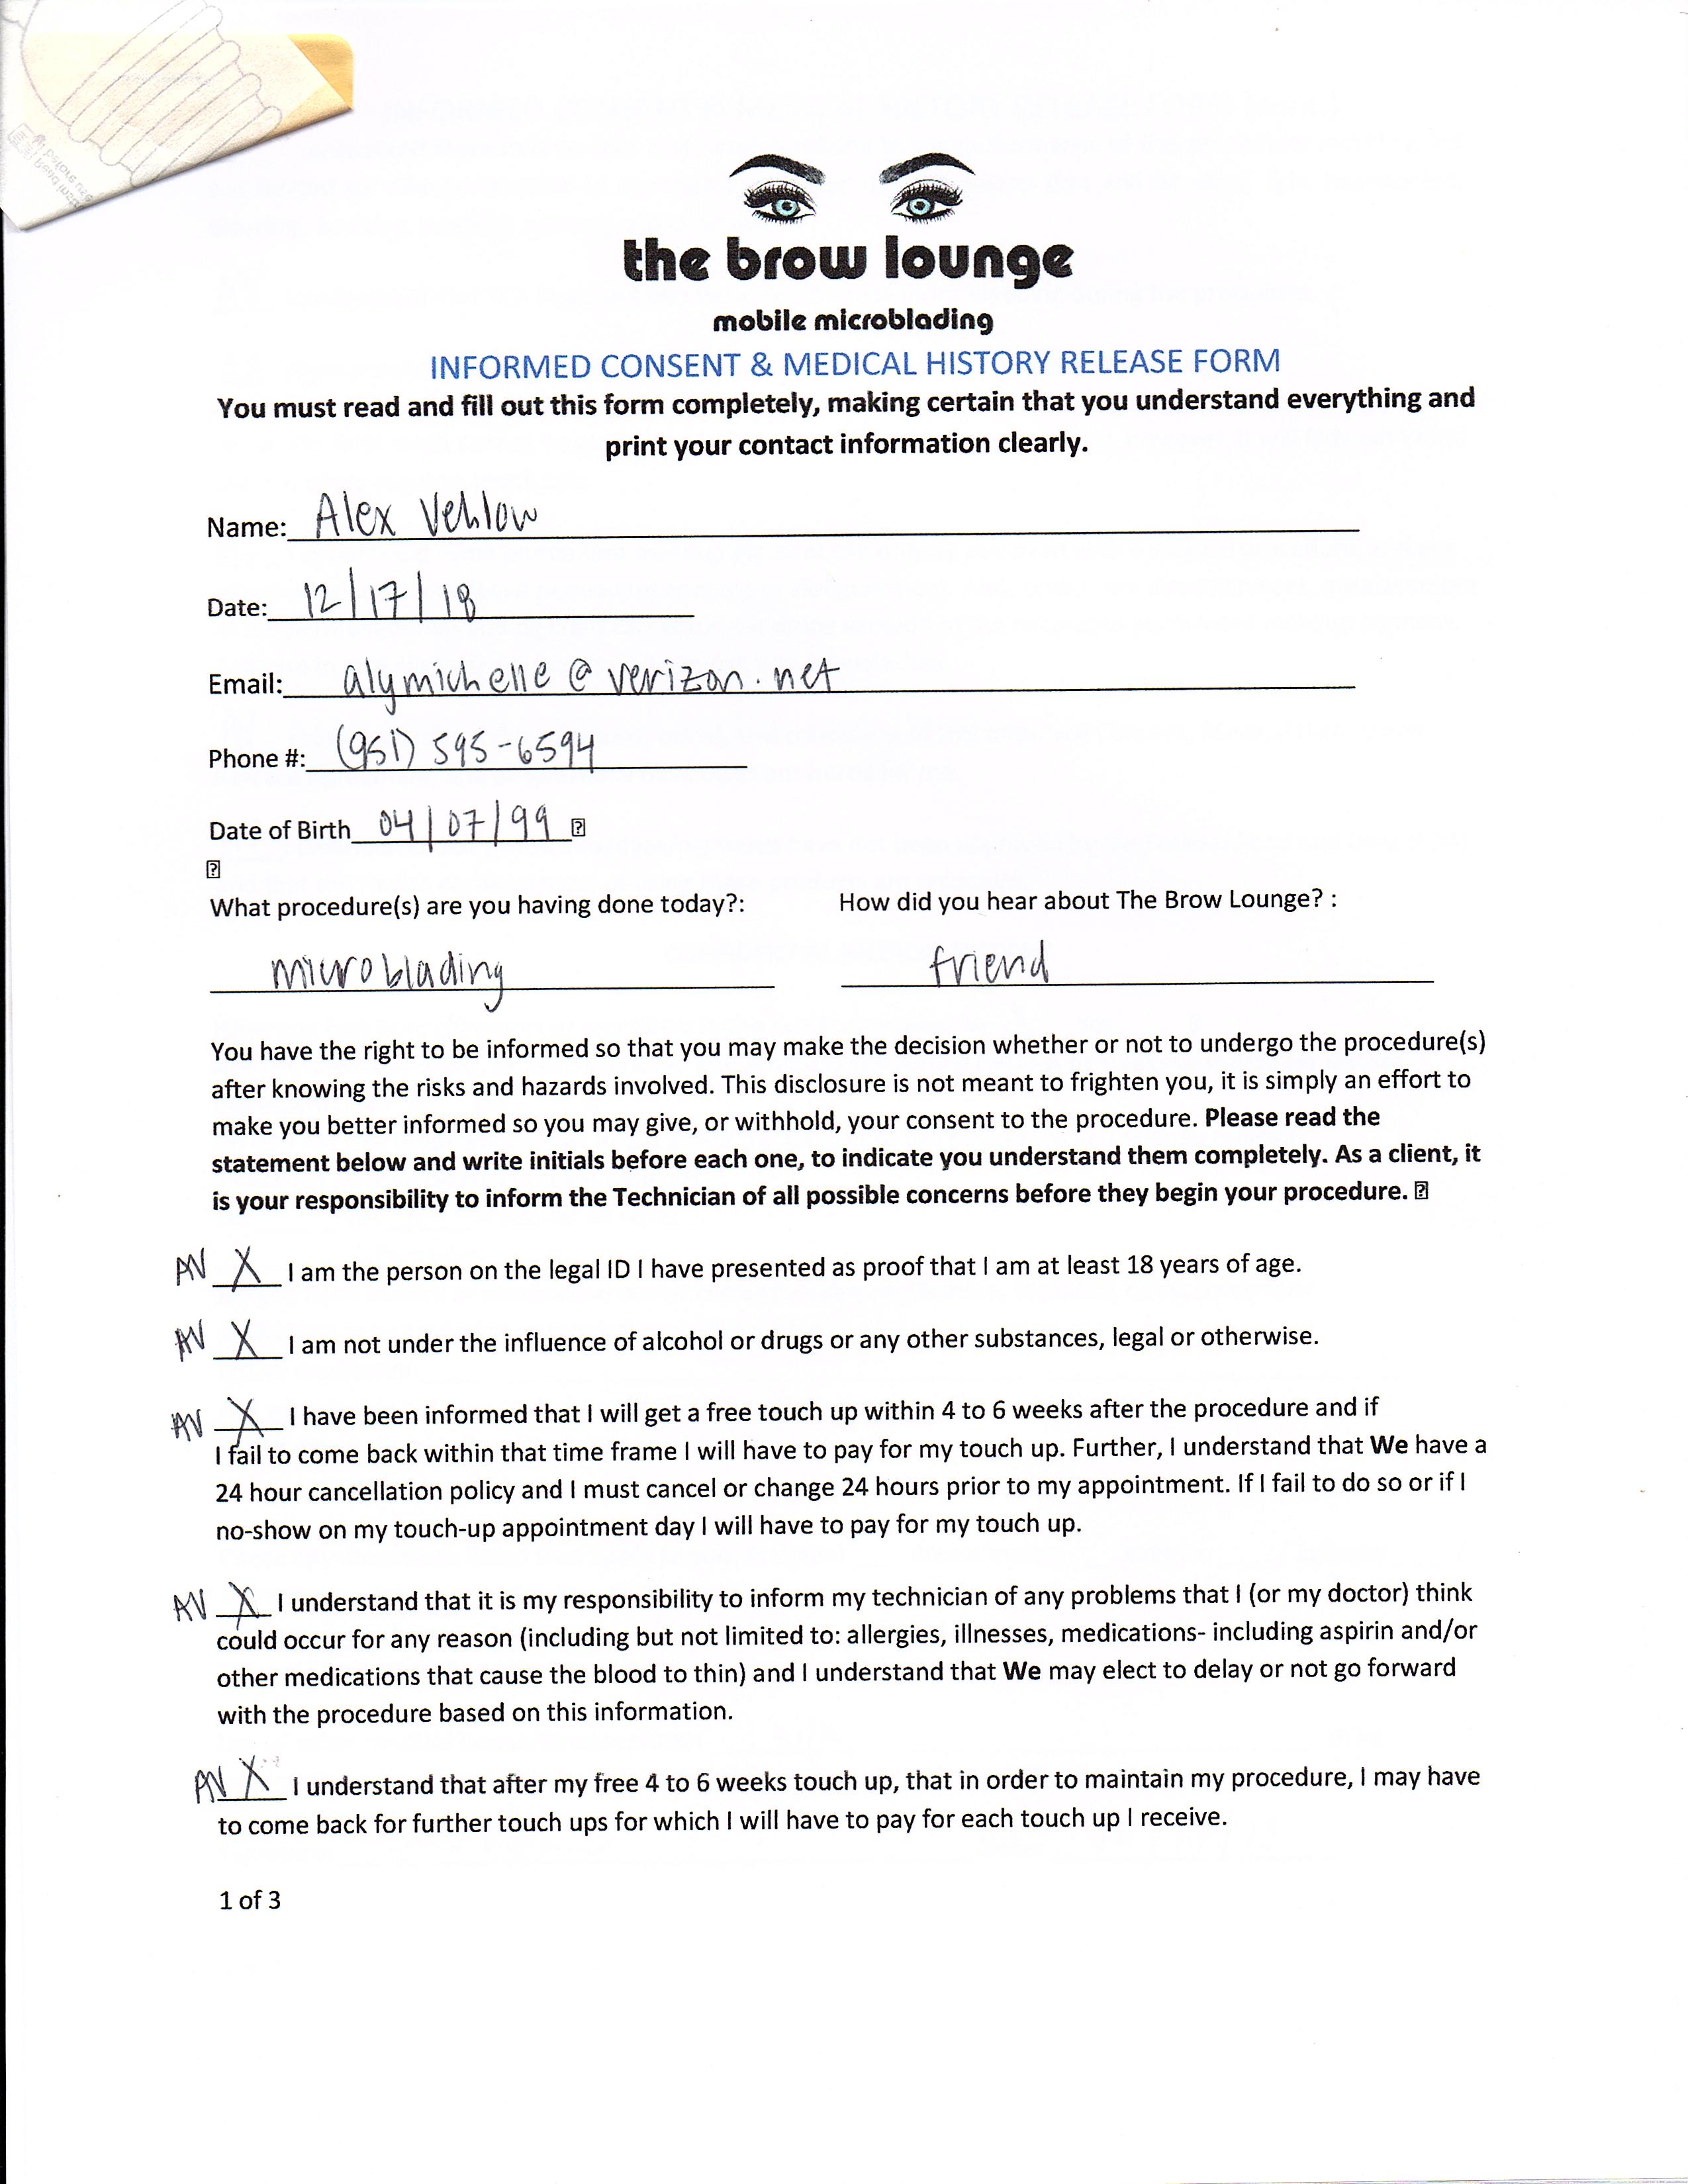 the brow lounge
mobile microblading
INFORMED CONSENT & MEDICAL HISTORY RELEASE FORM
You must read and fill out this form completely, making certain that you understand everything and
print your contact information clearly.
Name: Alex Vehlow
Date: 12/17/18
Email: alymichelle@verizon.net
Phone #: (951) 595-6594
Date of Birth 04/07/99
What procedure(s) are you having done today?: How did you hear about The Brow Lounge? :
microblading friend
You have the right to be informed so that you may make the decision whether or not to undergo the procedure(s)
after knowing the risks and hazards involved. This disclosure is not meant to frighten you, it is simply an effort to
make you better informed so you may give, or withhold, your consent to the procedure. Please read the
statement below and write initials before each one, to indicate you understand them completely. As a client, it
is your responsibility to inform the Technician of all possible concerns before they begin your procedure.
AV X I am the person on the legal ID I have presented as proof that I am at least 18 years of age.
AV X I am not under the influence of alcohol or drugs or any other substances, legal or otherwise.
AV X I have been informed that I will get a free touch up within 4 to 6 weeks after the procedure and if
I fail to come back within that time frame I will have to pay for my touch up. Further, I understand that We have a
24 hour cancellation policy and I must cancel or change 24 hours prior to my appointment. If I fail to do so or if I
no-show on my touch-up appointment day I will have to pay for my touch up.
AV X I understand that it is my responsibility to inform my technician of any problems that I (or my doctor) think
could occur for any reason (including but not limited to: allergies, illnesses, medications- including aspirin and/or
other medications that cause the blood to thin) and I understand that We may elect to delay or not go forward
with the procedure based on this information.
AV X I understand that after my free 4 to 6 weeks touch up, that in order to maintain my procedure, I may have
to come back for further touch ups for which I will have to pay for each touch up I receive.
1 of 3